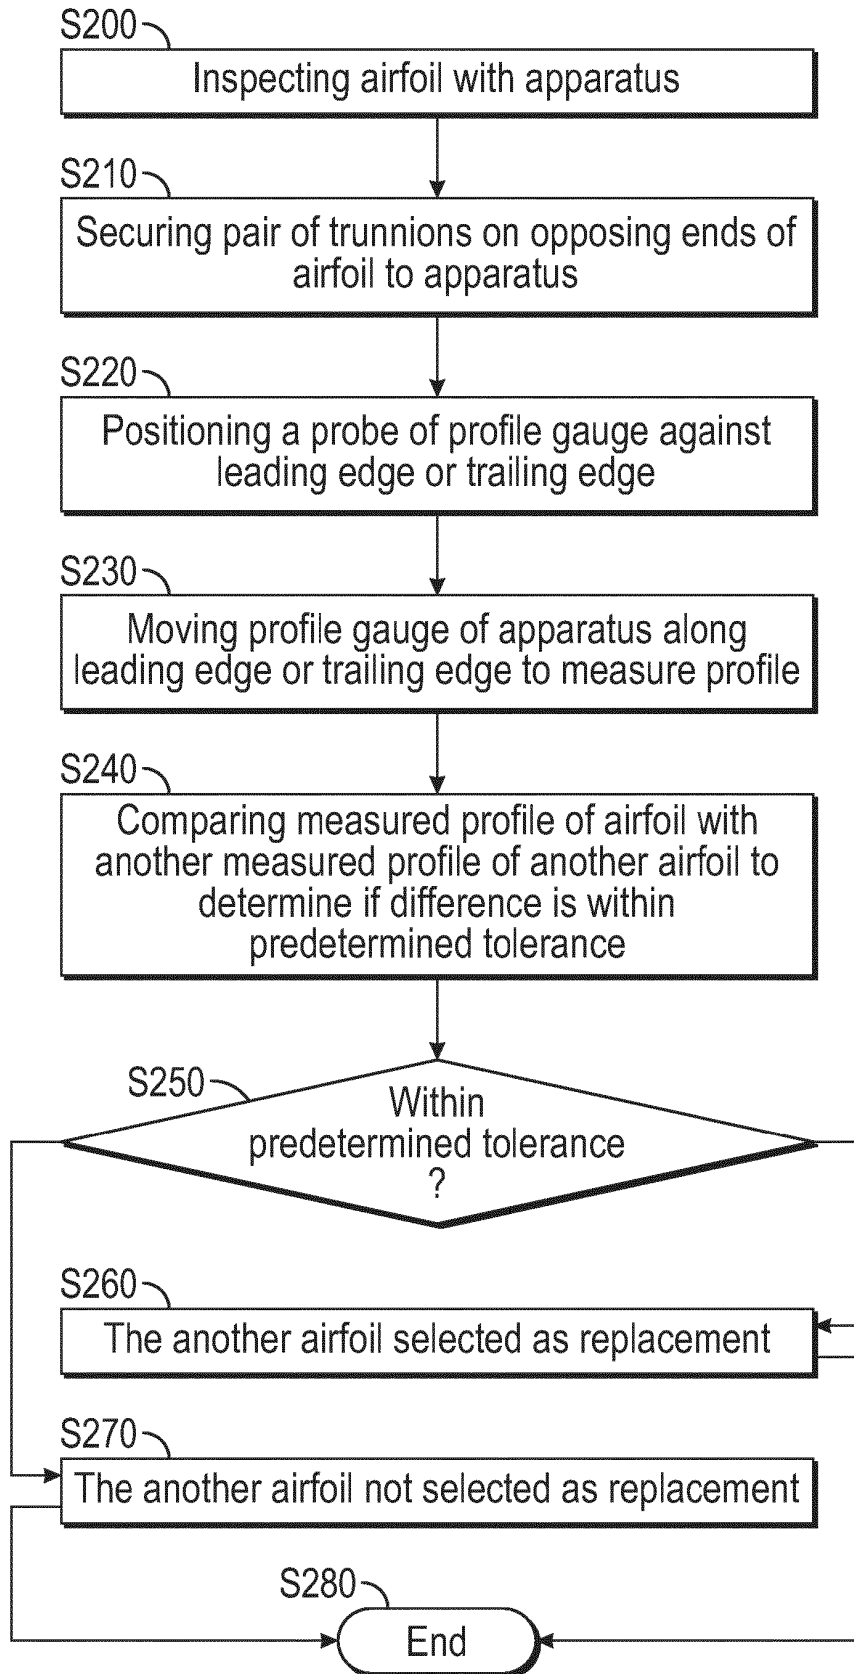 S200
Inspecting airfoil with apparatus
S210
Securing pair of trunnions on opposing ends of
airfoil to apparatus
S220
Positioning a probe of profile gauge against
leading edge or trailing edge
S230
Moving profile gauge of apparatus along
leading edge or trailing edge to measure profile
S240
Comparing measured profile of airfoil with
another measured profile of another airfoil to
determine if difference is within
predetermined tolerance
S250
Within
predetermined tolerance
?
S260
The another airfoil selected as replacement
S270
The another airfoil not selected as replacement
S280
End